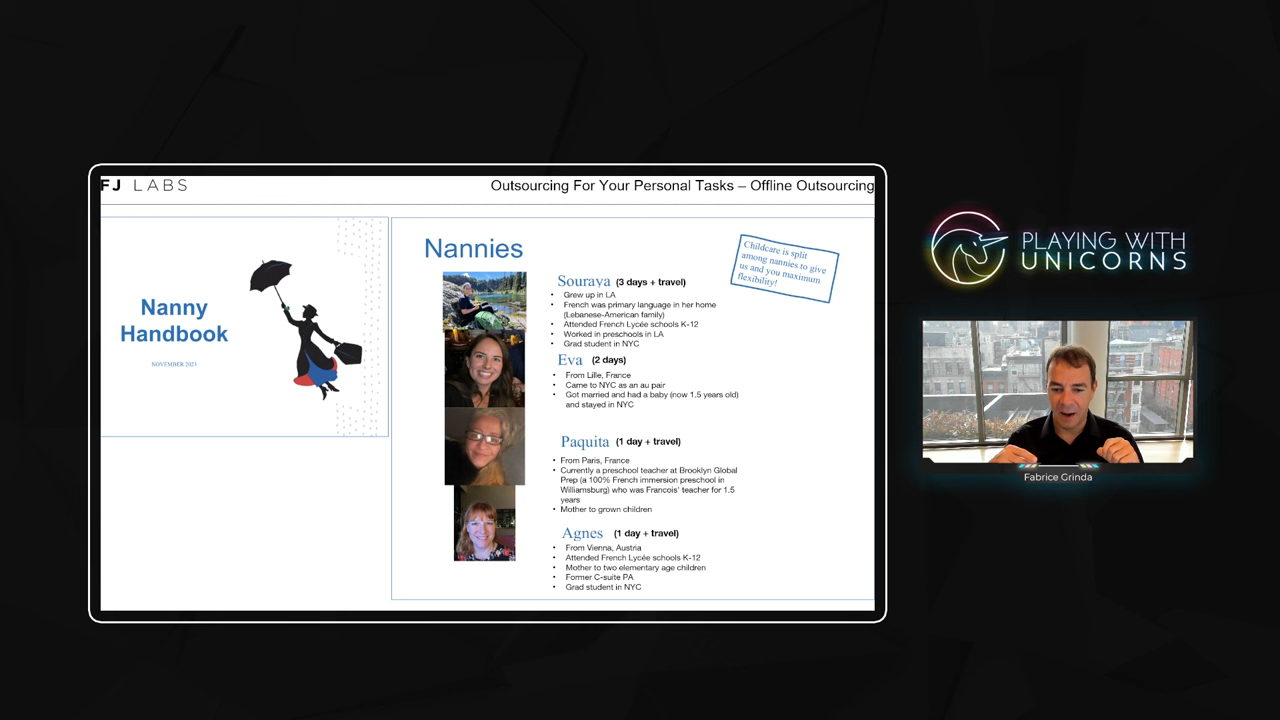 FJ LABS
Outsourcing For Your Personal Tasks – Offline Outsourcing
Nanny
Handbook
NOVEMBER 2021
Nannies
Childcare is split
among nannies to give
us and you maximum
flexibility!
Souraya (3 days + travel)
• Grew up in LA
• French was primary language in her home
(Lebanese-American family)
• Attended French Lycée schools K-12
• Worked in preschools in LA
• Grad student in NYC
Eva (2 days)
• From Lille, France
• Came to NYC as an au pair
• Got married and had a baby (now 1.5 years old)
and stayed in NYC
Paquita (1 day + travel)
• From Paris, France
• Currently a preschool teacher at Brooklyn Global
Prep (a 100% French immersion preschool in
Williamsburg) who was Francois' teacher for 1.5
years
• Mother to grown children
Agnes (1 day + travel)
• From Vienna, Austria
• Attended French Lycée schools K-12
• Mother to two elementary age children
• Former C-suite PA
• Grad student in NYC
PLAYING WITH
UNICORNS
Fabrice Grinda